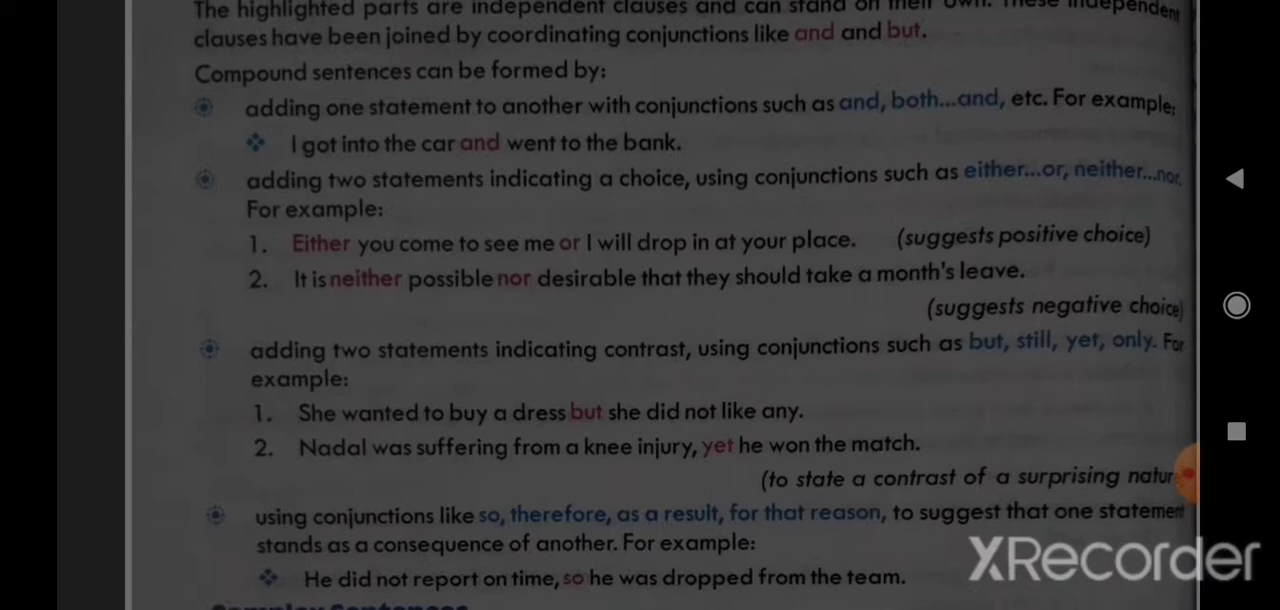 The highlighted parts are independent clauses and can stand on their own. These independent
clauses have been joined by coordinating conjunctions like and and but.
Compound sentences can be formed by:
adding one statement to another with conjunctions such as and, both...and, etc. For example:
I got into the car and went to the bank.
adding two statements indicating a choice, using conjunctions such as either...or, neither...nor.
For example:
1. Either you come to see me or I will drop in at your place. (suggests positive choice)
2. It is neither possible nor desirable that they should take a month's leave.
(suggests negative choice)
adding two statements indicating contrast, using conjunctions such as but, still, yet, only. For
example:
1. She wanted to buy a dress but she did not like any.
2. Nadal was suffering from a knee injury, yet he won the match.
(to state a contrast of a surprising natur
using conjunctions like so, therefore, as a result, for that reason, to suggest that one statement
stands as a consequence of another. For example:
He did not report on time, so he was dropped from the team.
Complex Sentences
XRecorder